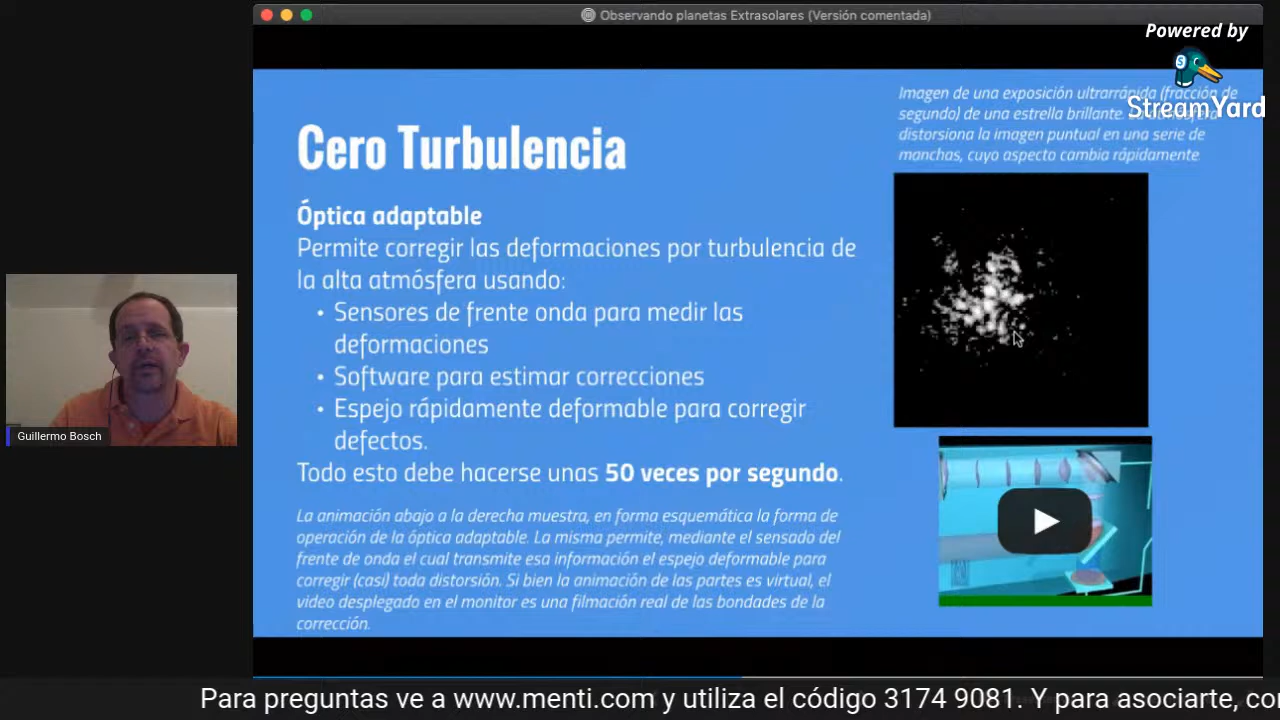 Observando planetas Extrasolares (Versión comentada)
Powered by
StreamYard
Imagen de una exposición ultrarrápida (fracción de
segundo) de una estrella brillante. La atmósfera
distorsiona la imagen puntual en una serie de
manchas, cuyo aspecto cambia rápidamente
Cero Turbulencia
Óptica adaptable
Permite corregir las deformaciones por turbulencia de
la alta atmósfera usando:
• Sensores de frente onda para medir las
deformaciones
• Software para estimar correcciones
• Espejo rápidamente deformable para corregir
defectos.
Todo esto debe hacerse unas 50 veces por segundo.
La animación abajo a la derecha muestra, en forma esquemática la forma de
operación de la óptica adaptable. La misma permite, mediante el sensado del
frente de onda el cual transmite esa información el espejo deformable para
corregir (casi) toda distorsión. Si bien la animación de las partes es virtual, el
video desplegado en el monitor es una filmación real de las bondades de la
corrección.
Guillermo Bosch
Para preguntas ve a www.menti.com y utiliza el código 3174 9081. Y para asociarte, co